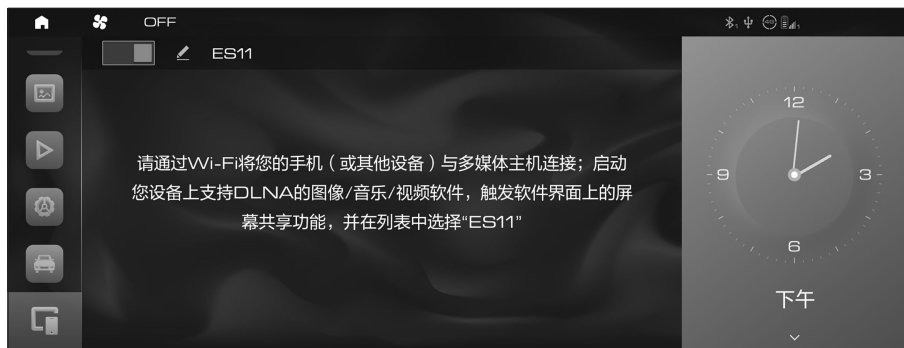 OFF
ES11
请通过Wi-Fi将您的手机（或其他设备）与多媒体主机连接；启动
您设备上支持DLNA的图像/音乐/视频软件，触发软件界面上的屏
幕共享功能，并在列表中选择“ES11”
12
9
3
6
下午